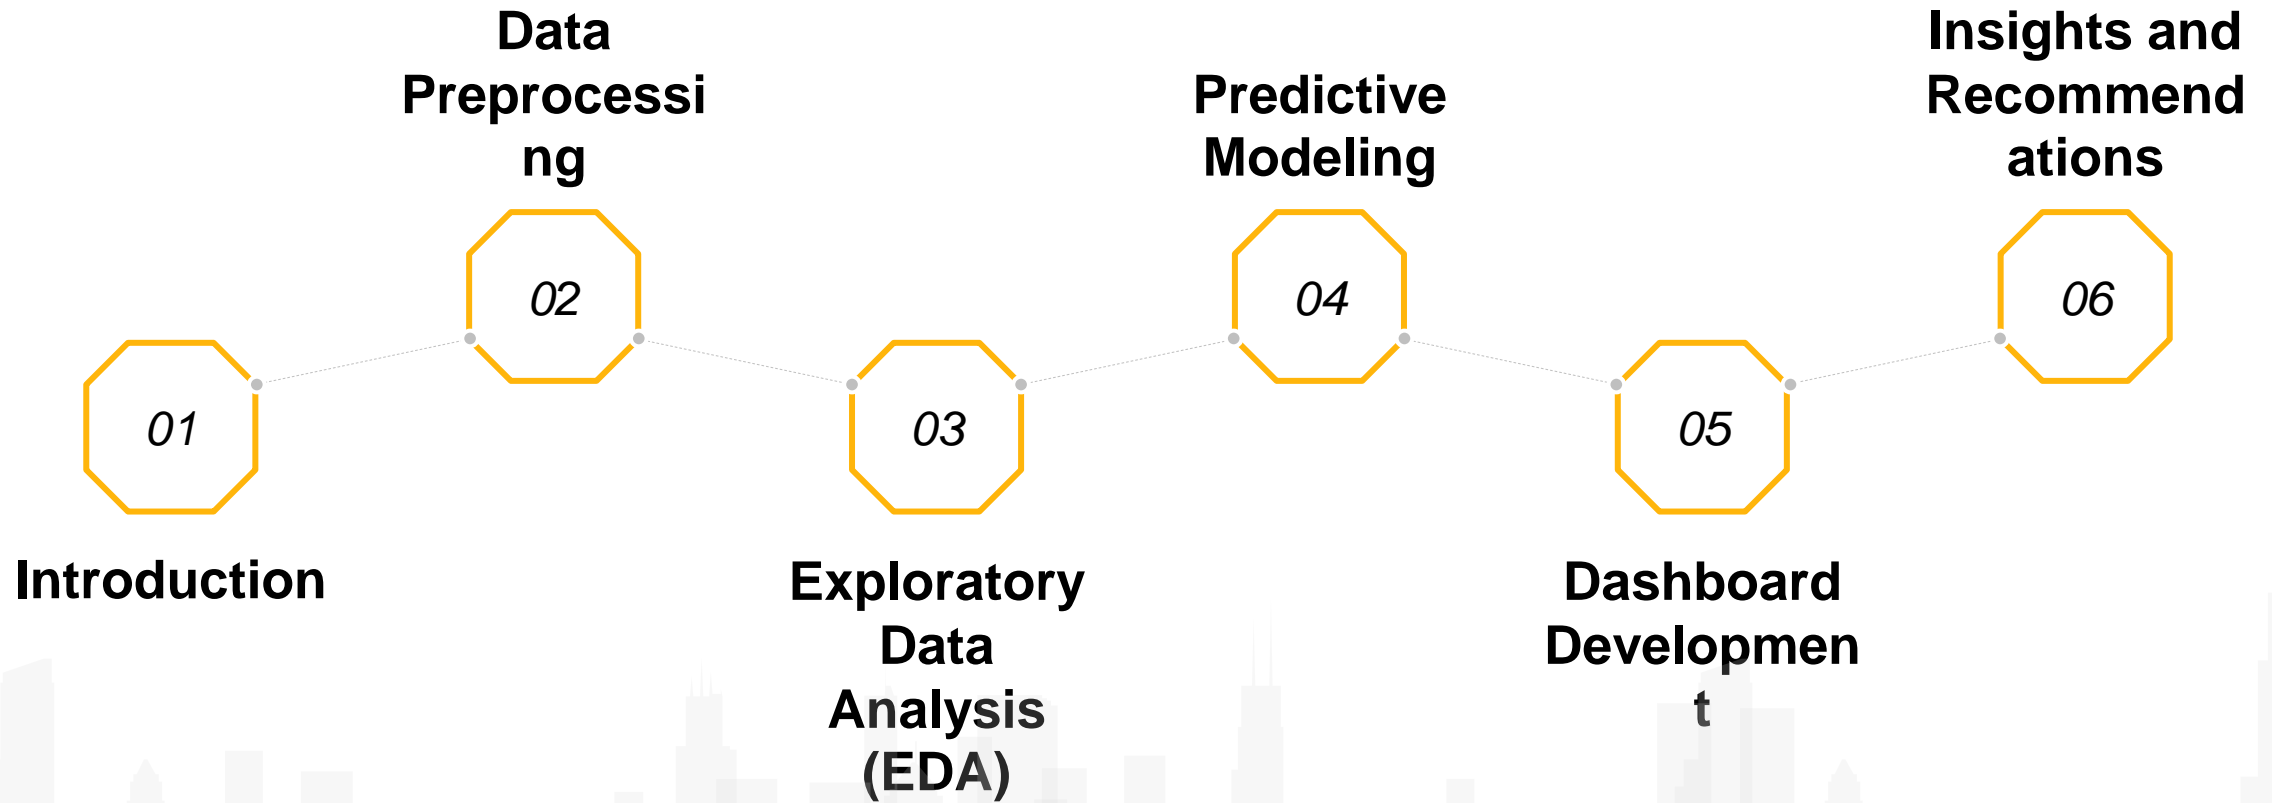 01
Introduction
Data
Preprocessi
ng
02
03
Exploratory
Data
Analysis
(EDA)
Predictive
Modeling
04
05
Dashboard
Developmen
t
Insights and
Recommend
ations
06